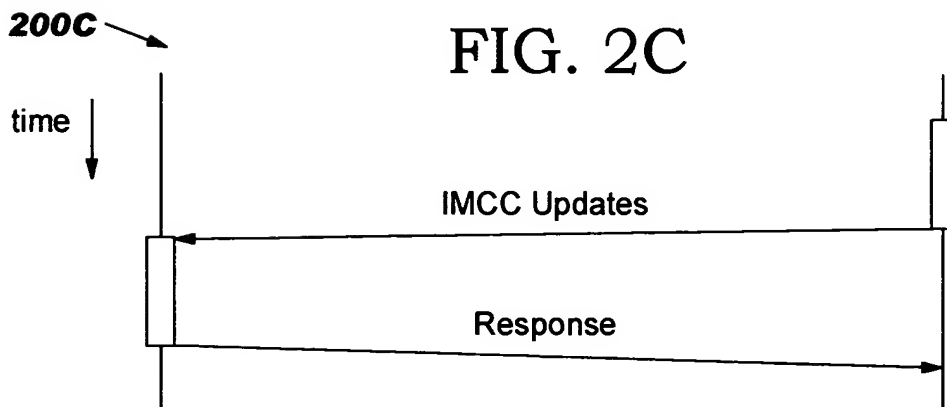 200C
FIG. 2C
time
IMCC Updates
Response